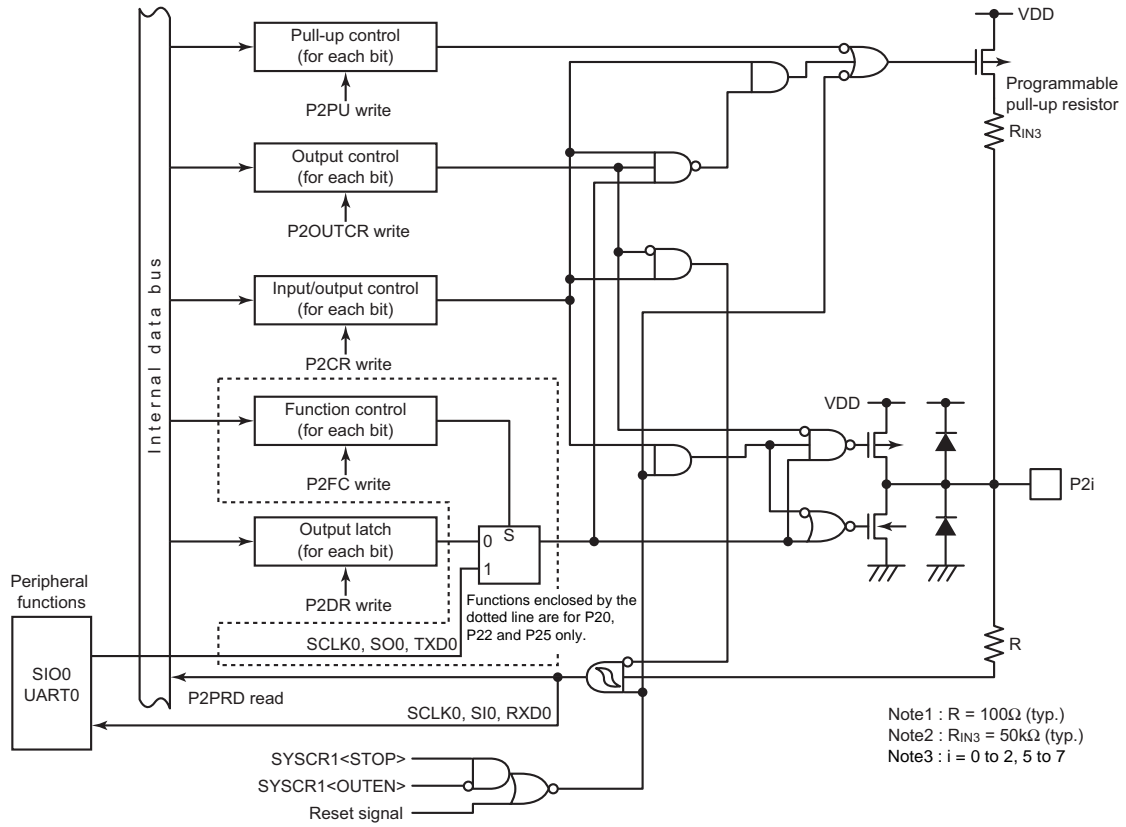 VDD
Pull-up control
(for each bit)
P2PU write
Programmable
pull-up resistor
RIN3
Output control
(for each bit)
P2OUTCR write
Internal data bus
Input/output control
(for each bit)
P2CR write
Function control
(for each bit)
P2FC write
VDD
P2i
Output latch
(for each bit)
P2DR write
0
S
1
Functions enclosed by the
dotted line are for P20,
P22 and P25 only.
Peripheral
functions
SIO0
UART0
SCLK0, SO0, TXD0
R
P2PRD read
SCLK0, SI0, RXD0
Note1 : R = 100Ω (typ.)
Note2 : RIN3 = 50kΩ (typ.)
Note3 : i = 0 to 2, 5 to 7
SYSCR1<STOP>
SYSCR1<OUTEN>
Reset signal